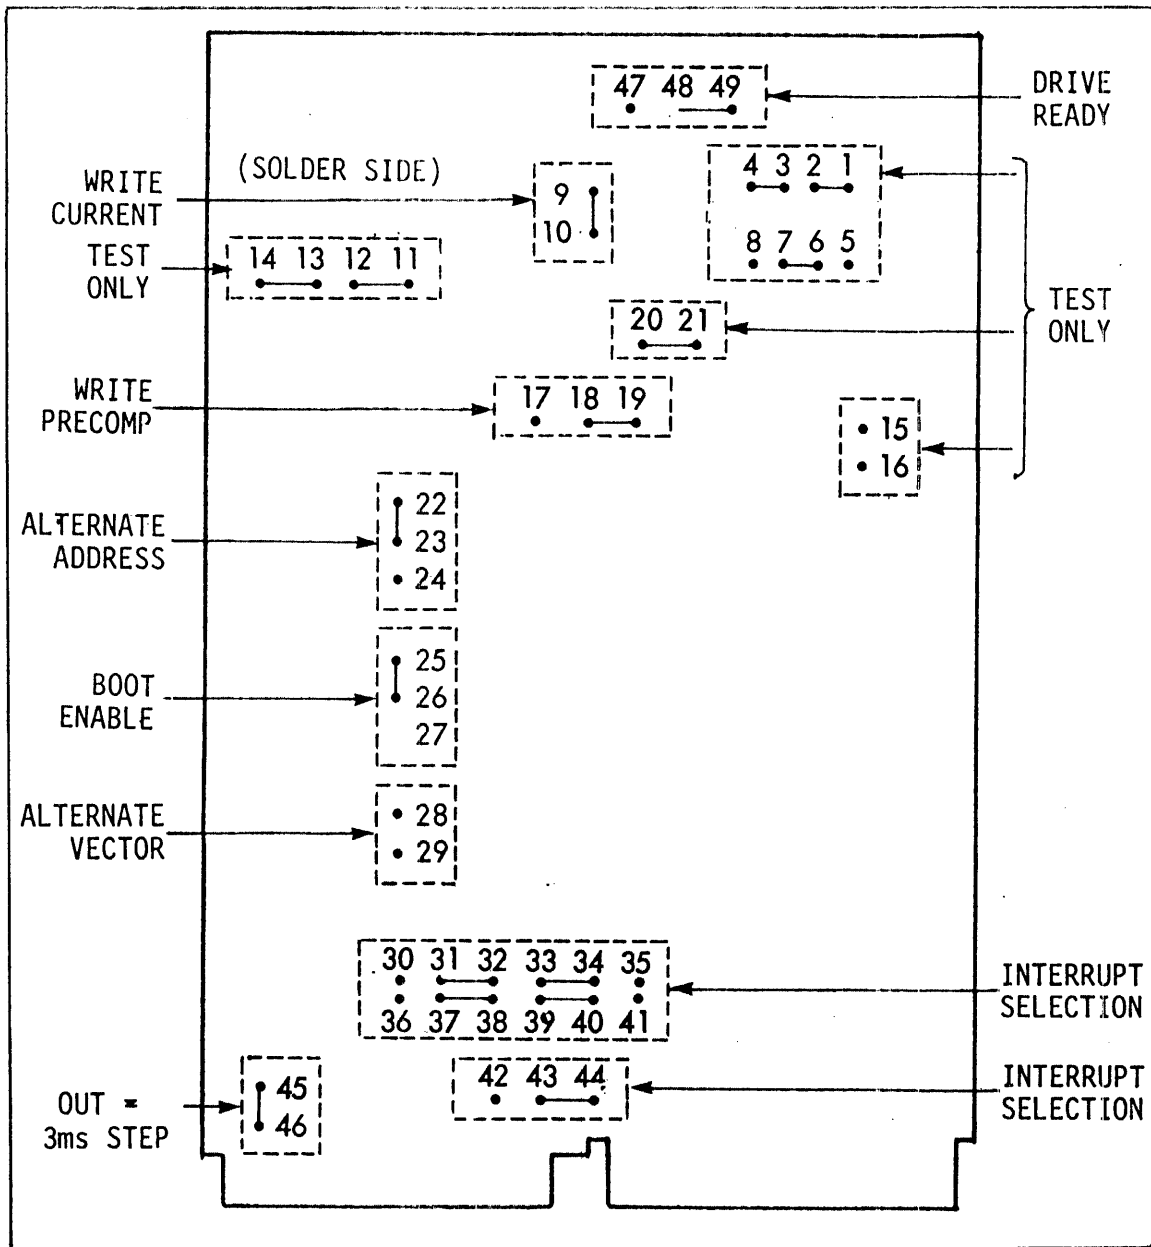 47 48 49
DRIVE
READY
4 3 2 1
(SOLDER SIDE)
WRITE
CURRENT
9
10
8 7 6 5
TEST
ONLY
14 13 12 11
20 21
TEST
ONLY
WRITE
PRECOMP
17 18 19
15
16
22
23
24
ALTERNATE
ADDRESS
25
26
27
BOOT
ENABLE
28
29
ALTERNATE
VECTOR
30 31 32 33 34 35
36 37 38 39 40 41
INTERRUPT
SELECTION
42 43 44
INTERRUPT
SELECTION
45
46
OUT =
3ms STEP